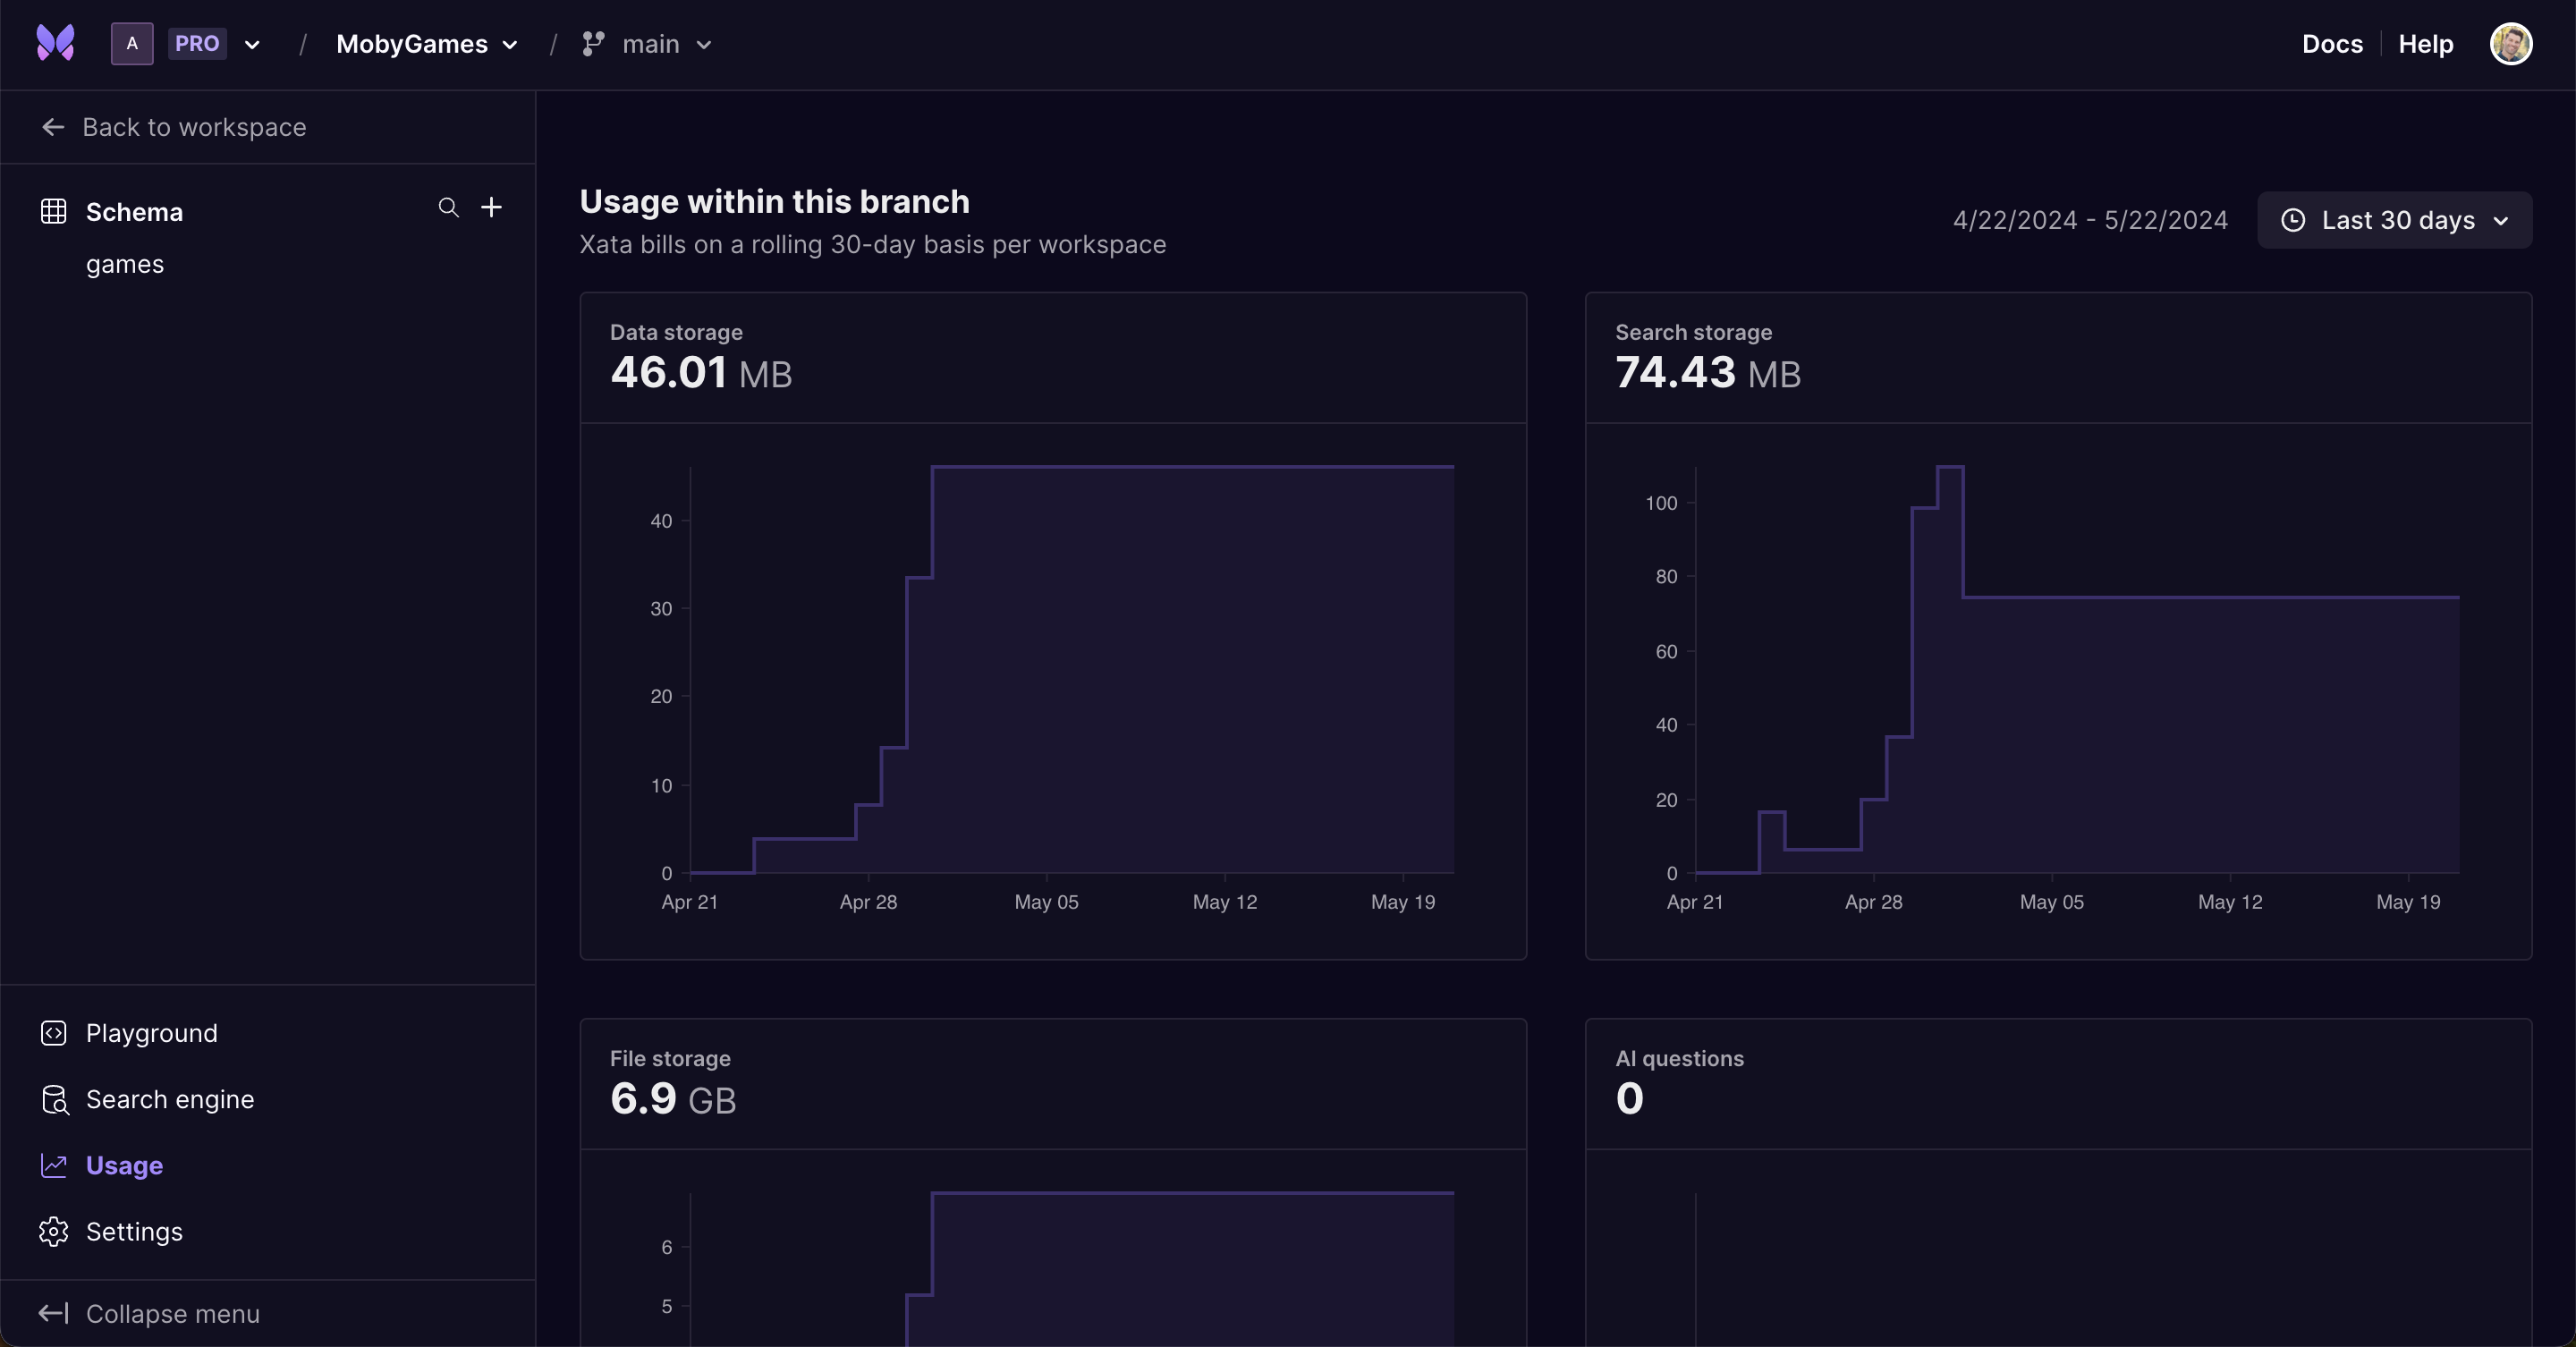 A PRO / MobyGames / main
Docs Help
Back to workspace
Schema
games
Playground
Search engine
Usage
Settings
Collapse menu
Usage within this branch
Xata bills on a rolling 30-day basis per workspace
4/22/2024 - 5/22/2024
Last 30 days
Data storage
46.01 MB
40
30
20
10
0
Apr 21 Apr 28 May 05 May 12 May 19
Search storage
74.43 MB
100
80
60
40
20
0
Apr 21 Apr 28 May 05 May 12 May 19
File storage
6.9 GB
6
5
AI questions
0